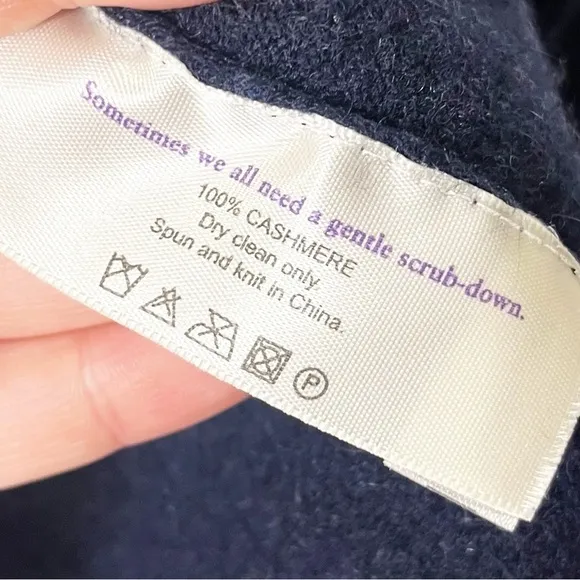 Sometimes we all need a gentle scrub-down.
100% CASHMERE
Dry clean only
Spun and knit in China.
P